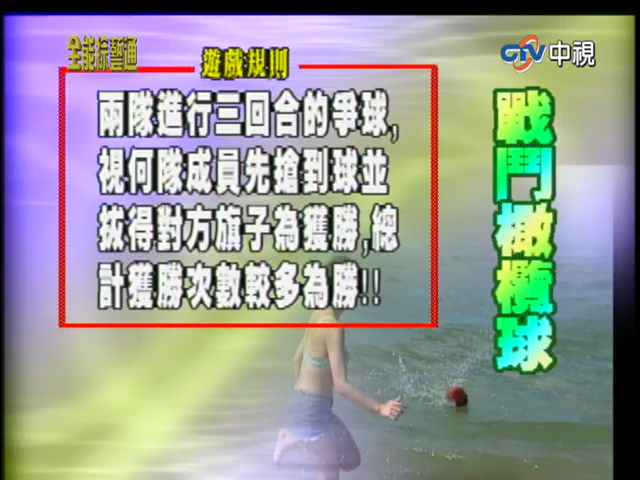 全能綜藝通
遊戲規則
CTV中視
兩隊進行三回合的爭球,
視何隊成員先搶到球並
拔得對方旗子為獲勝,總
計獲勝次數較多為勝!!
戰鬥橄欖球